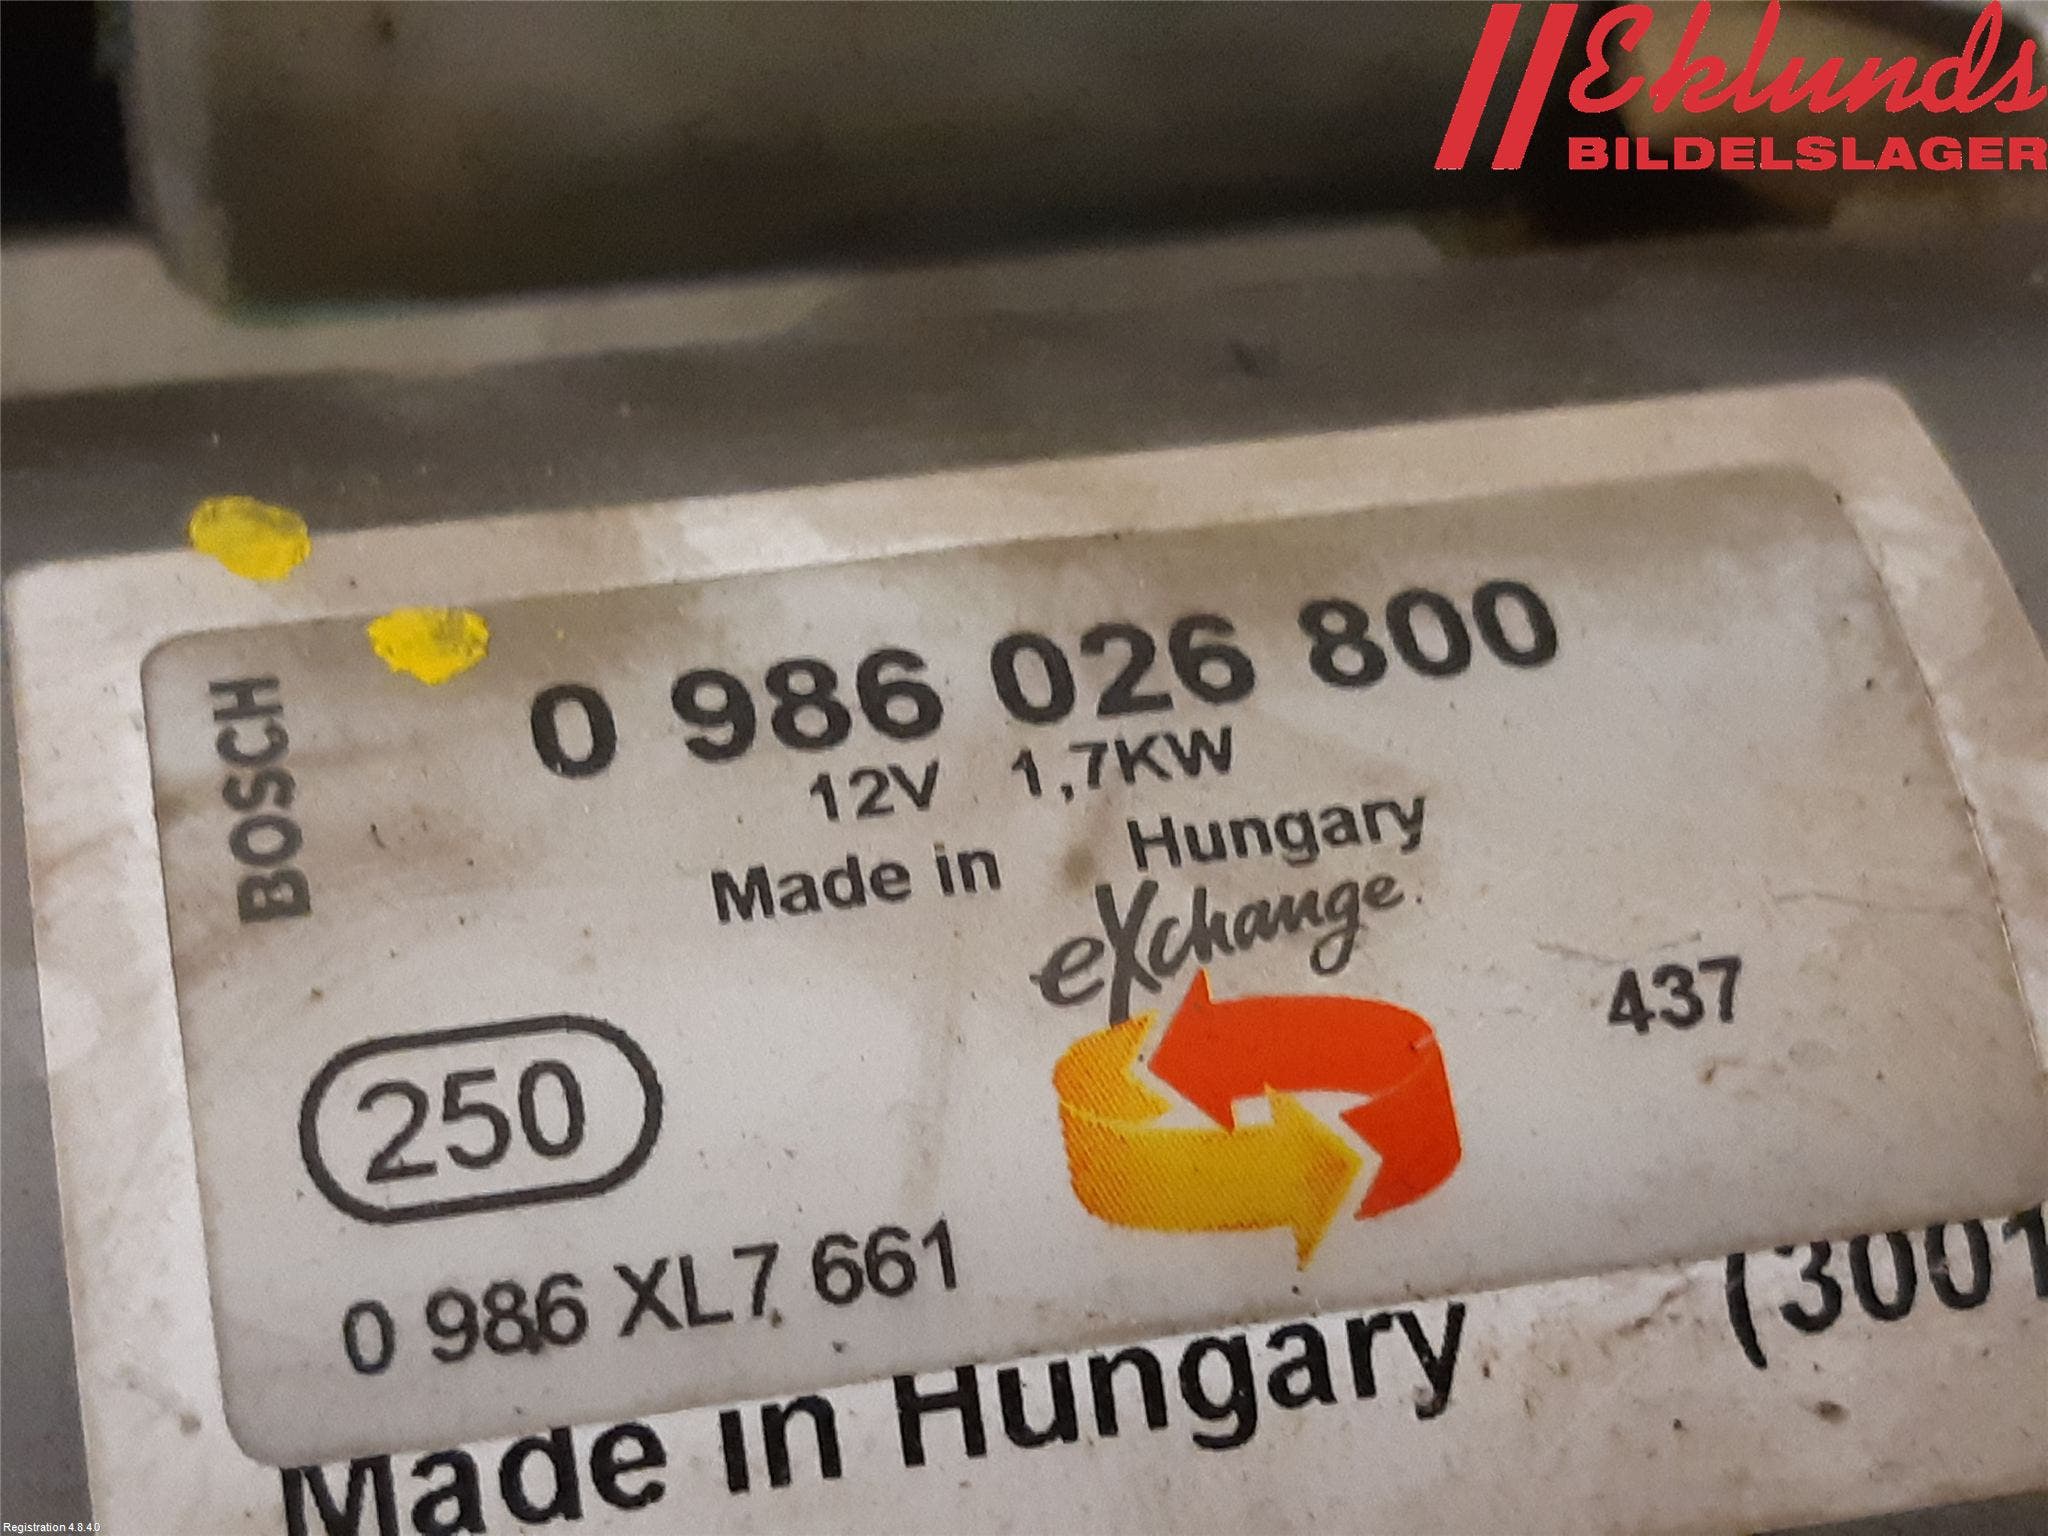 Eklunds
BILDELSLAGER
BOSCH
0 986 026 800
12V 1,7KW
Made in Hungary
eXchange.
437
250
0 986 XL7 661
Made in Hungary (3001
Registration 4.8.4.0